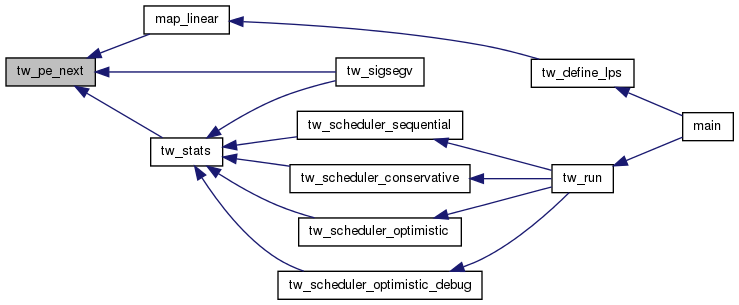 map_linear
tw_pe_next
tw_sigsegv
tw_define_lps
tw_scheduler_sequential
main
tw_stats
tw_scheduler_conservative
tw_run
tw_scheduler_optimistic
tw_scheduler_optimistic_debug